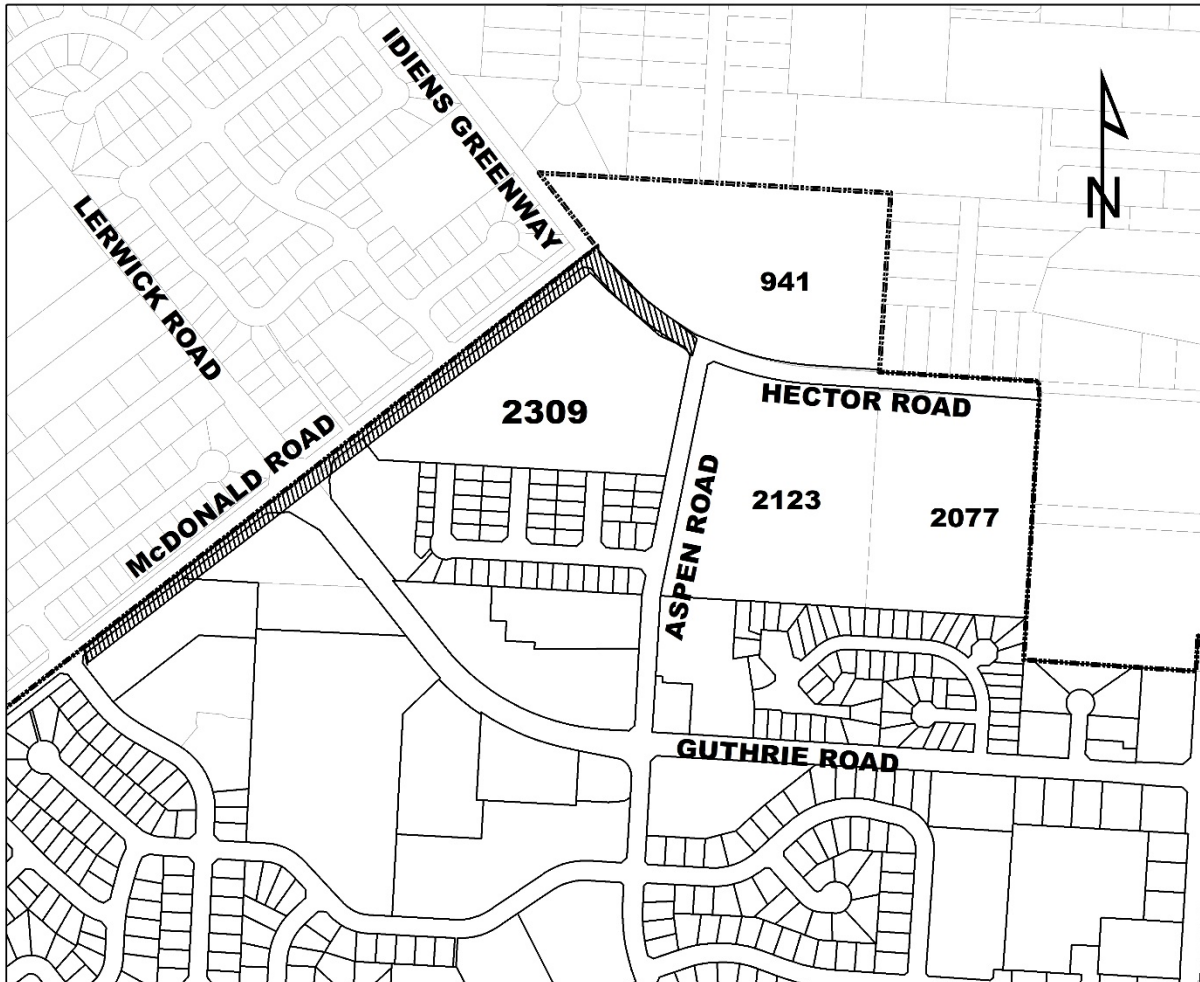 IDIENS GREENWAY
N
LERWICK ROAD
941
HECTOR ROAD
2309
McDONALD ROAD
ASPEN ROAD
2123
2077
GUTHRIE ROAD